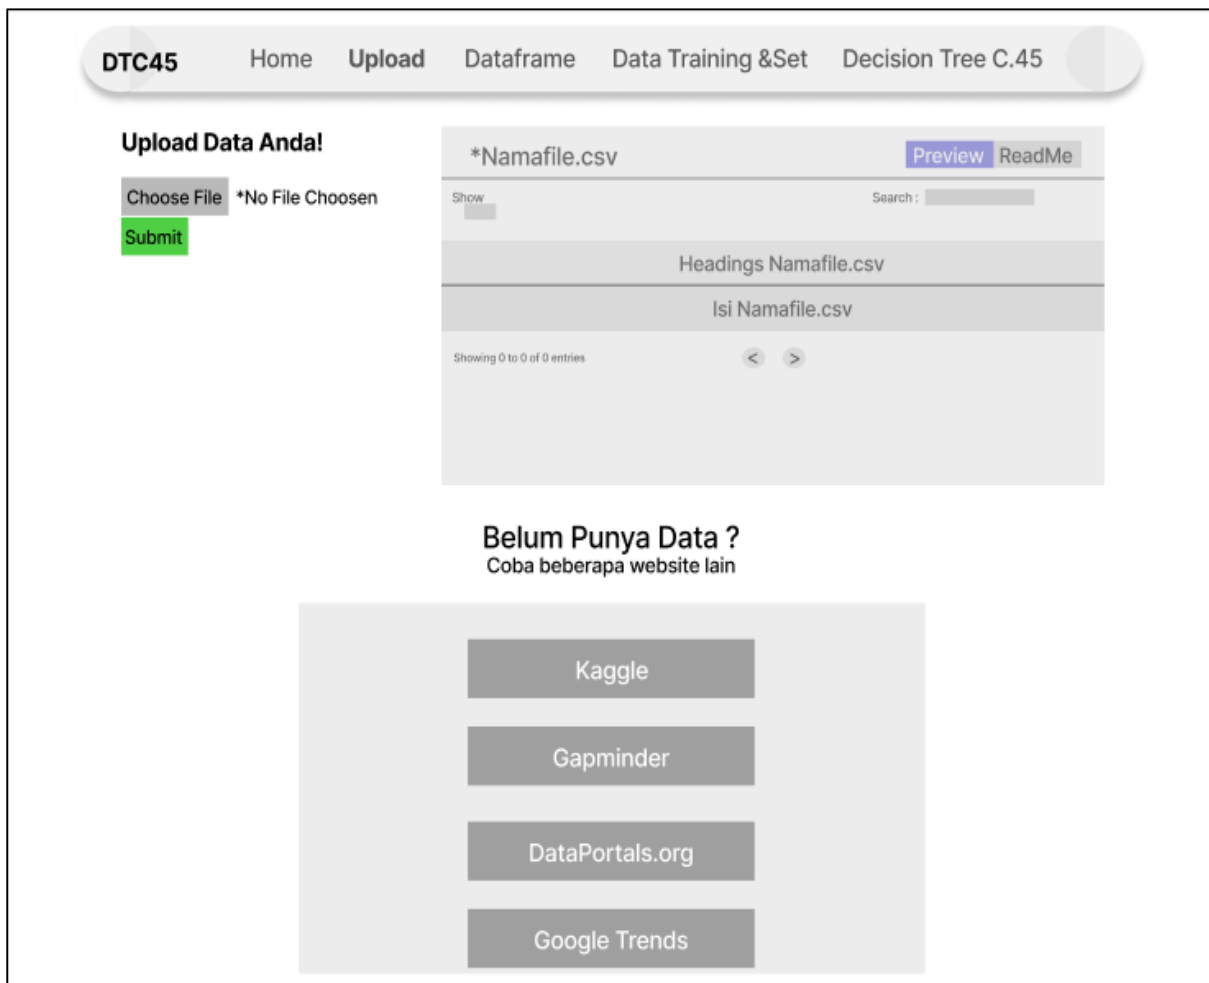 DTC45 Home Upload Dataframe Data Training &Set Decision Tree C.45
Upload Data Anda!
Choose File *No File Choosen
Submit
*Namafile.csv Preview ReadMe
Show Search :
Headings Namafile.csv
Isi Namafile.csv
Showing 0 to 0 of 0 entries < >
Belum Punya Data ?
Coba beberapa website lain
Kaggle
Gapminder
DataPortals.org
Google Trends